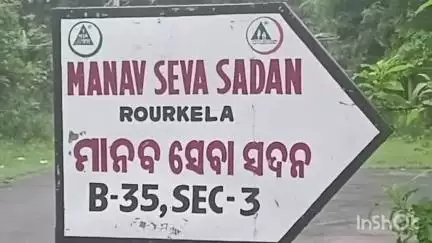 MANAV SEVA SADAN
ROURKELA
ମାନବ ସେବା ସଦନ
B-35, SEC-3
InShot